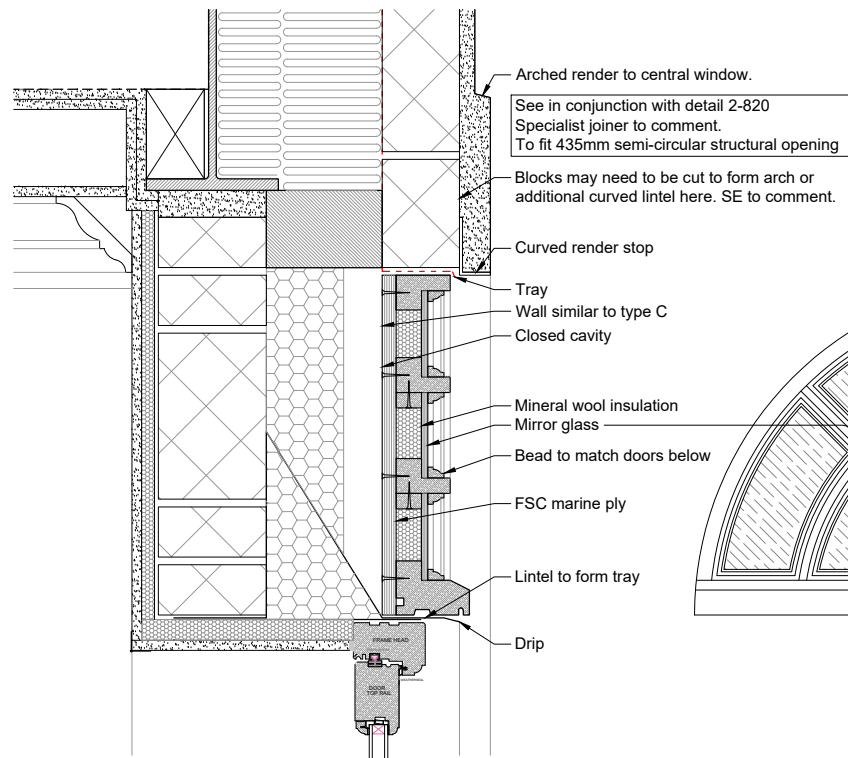 Arched render to central window.
See in conjunction with detail 2-820
Specialist joiner to comment.
To fit 435mm semi-circular structural opening
Blocks may need to be cut to form arch or
additional curved lintel here. SE to comment.
Curved render stop
Tray
Wall similar to type C
Closed cavity
Mineral wool insulation
Mirror glass
Bead to match doors below
FSC marine ply
Lintel to form tray
Drip
FRAME HEAD
DOOR
TOP RAIL